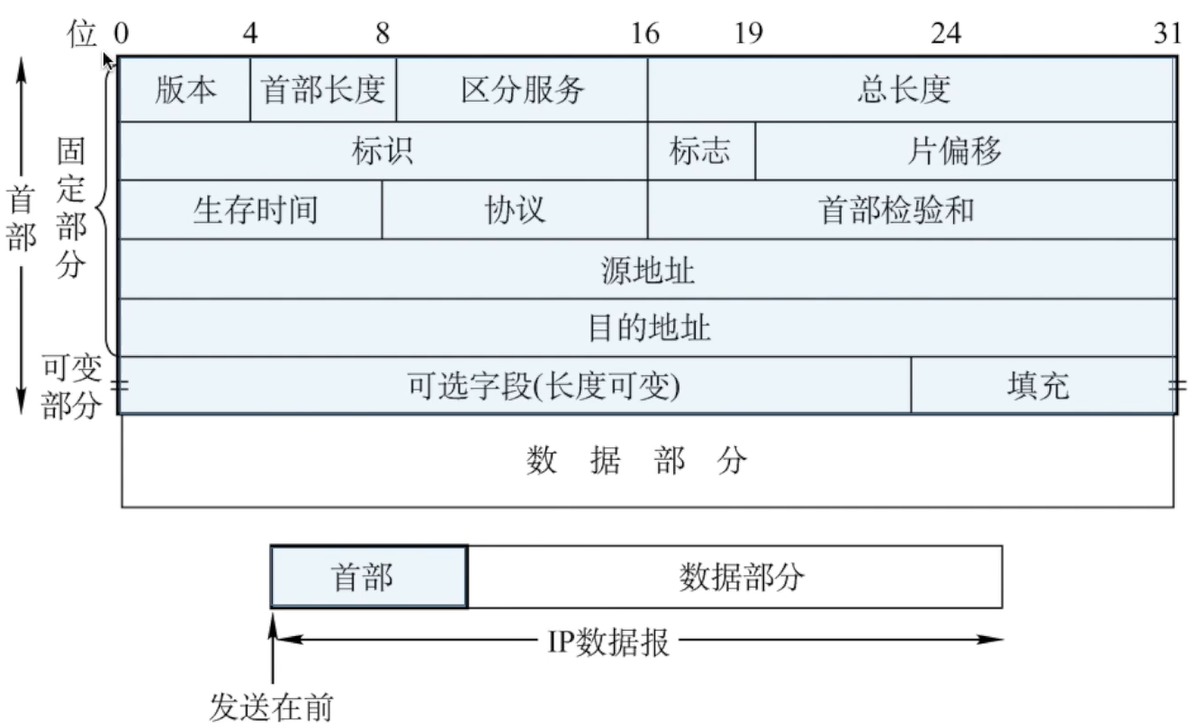 位 0 4 8 16 19 24 31
版本 首部长度 区分服务 总长度
标识 标志 片偏移
生存时间 协议 首部检验和
源地址
目的地址
可选字段(长度可变) 填充
首部
固定部分
可变
部分
数 据 部 分
首部 数据部分
IP数据报
发送在前